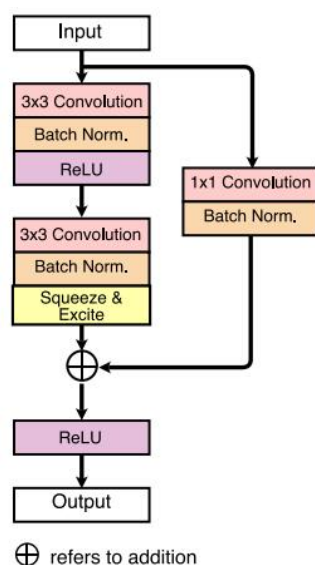 Input
3x3 Convolution
Batch Norm.
ReLU
1x1 Convolution
Batch Norm.
3x3 Convolution
Batch Norm.
Squeeze &
Excite
ReLU
Output
⊕ refers to addition